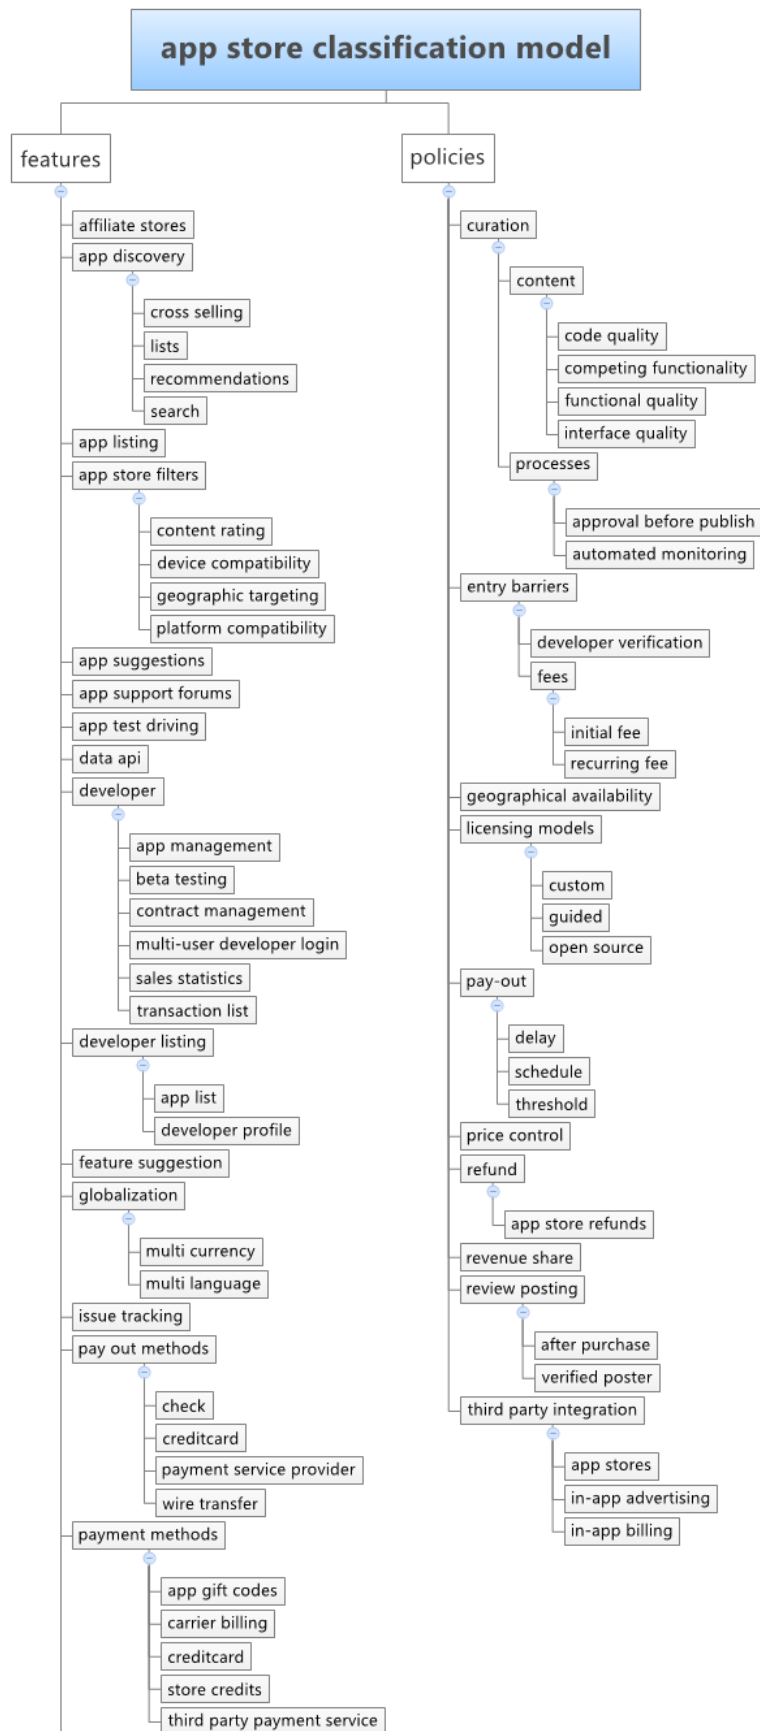 app store classification model
features
affiliate stores
app discovery
cross selling
lists
recommendations
search
app listing
app store filters
content rating
device compatibility
geographic targeting
platform compatibility
app suggestions
app support forums
app test driving
data api
developer
app management
beta testing
contract management
multi-user developer login
sales statistics
transaction list
developer listing
app list
developer profile
feature suggestion
globalization
multi currency
multi language
issue tracking
pay out methods
check
creditcard
payment service provider
wire transfer
payment methods
app gift codes
carrier billing
creditcard
store credits
third party payment service
policies
curation
content
code quality
competing functionality
functional quality
interface quality
processes
approval before publish
automated monitoring
entry barriers
developer verification
fees
initial fee
recurring fee
geographical availability
licensing models
custom
guided
open source
pay-out
delay
schedule
threshold
price control
refund
app store refunds
revenue share
review posting
after purchase
verified poster
third party integration
app stores
in-app advertising
in-app billing